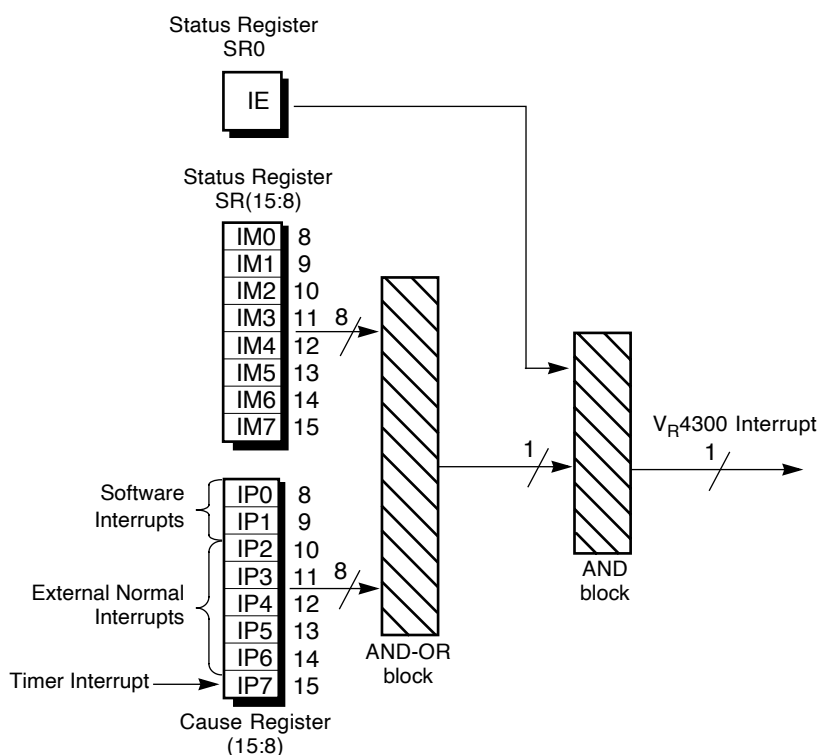 Status Register
SR0
IE
Status Register
SR(15:8)
IM0 8
IM1 9
IM2 10
IM3 11
IM4 12
IM5 13
IM6 14
IM7 15
8
1
VR4300 Interrupt
1
AND
block
Software
Interrupts
IP0 8
IP1 9
IP2 10
External Normal
Interrupts
IP3 11
IP4 12
IP5 13
IP6 14
Timer Interrupt
IP7 15
8
AND-OR
block
Cause Register
(15:8)